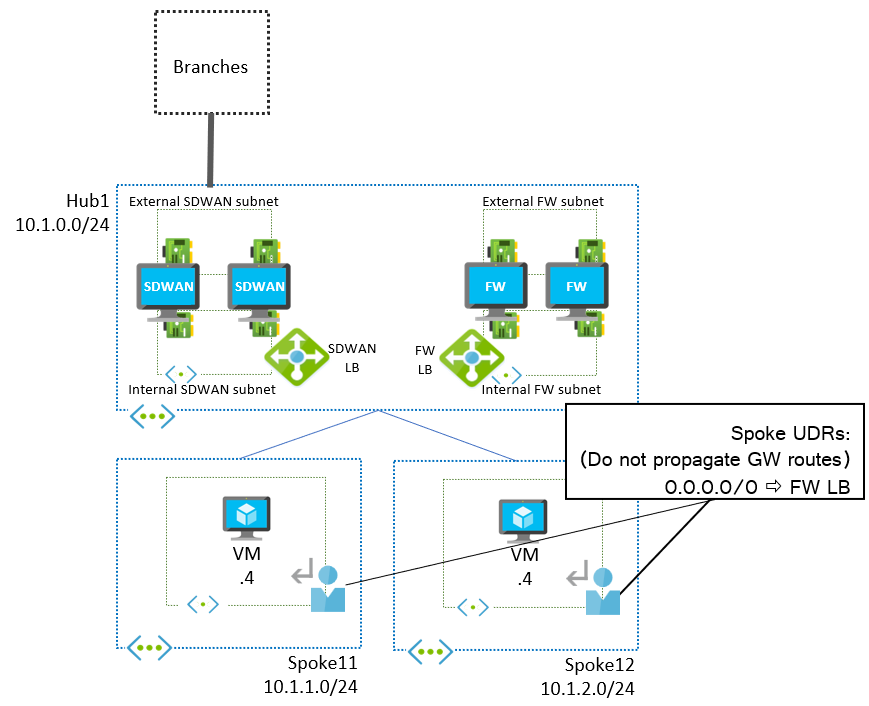 Branches
Hub1
10.1.0.0/24
External SDWAN subnet
External FW subnet
SDWAN
SDWAN
FW
FW
SDWAN
LB
FW
LB
Internal SDWAN subnet
Internal FW subnet
Spoke UDRs:
(Do not propagate GW routes)
0.0.0.0/0 ⇨ FW LB
VM
.4
VM
.4
Spoke11
10.1.1.0/24
Spoke12
10.1.2.0/24